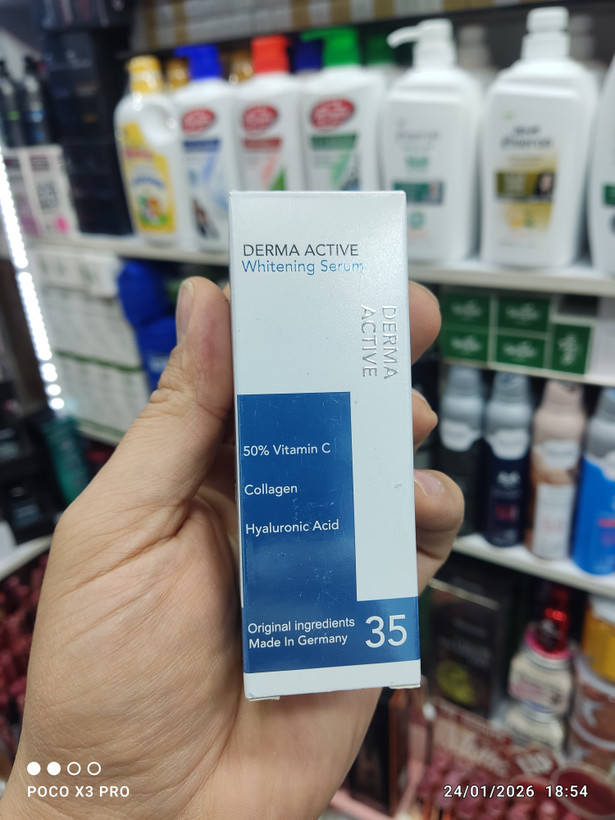 DERMA ACTIVE
Whitening Serum
DERMA
ACTIVE
50% Vitamin C
Collagen
Hyaluronic Acid
Original ingredients
Made In Germany
35
POCO X3 PRO
24/01/2026 18:54